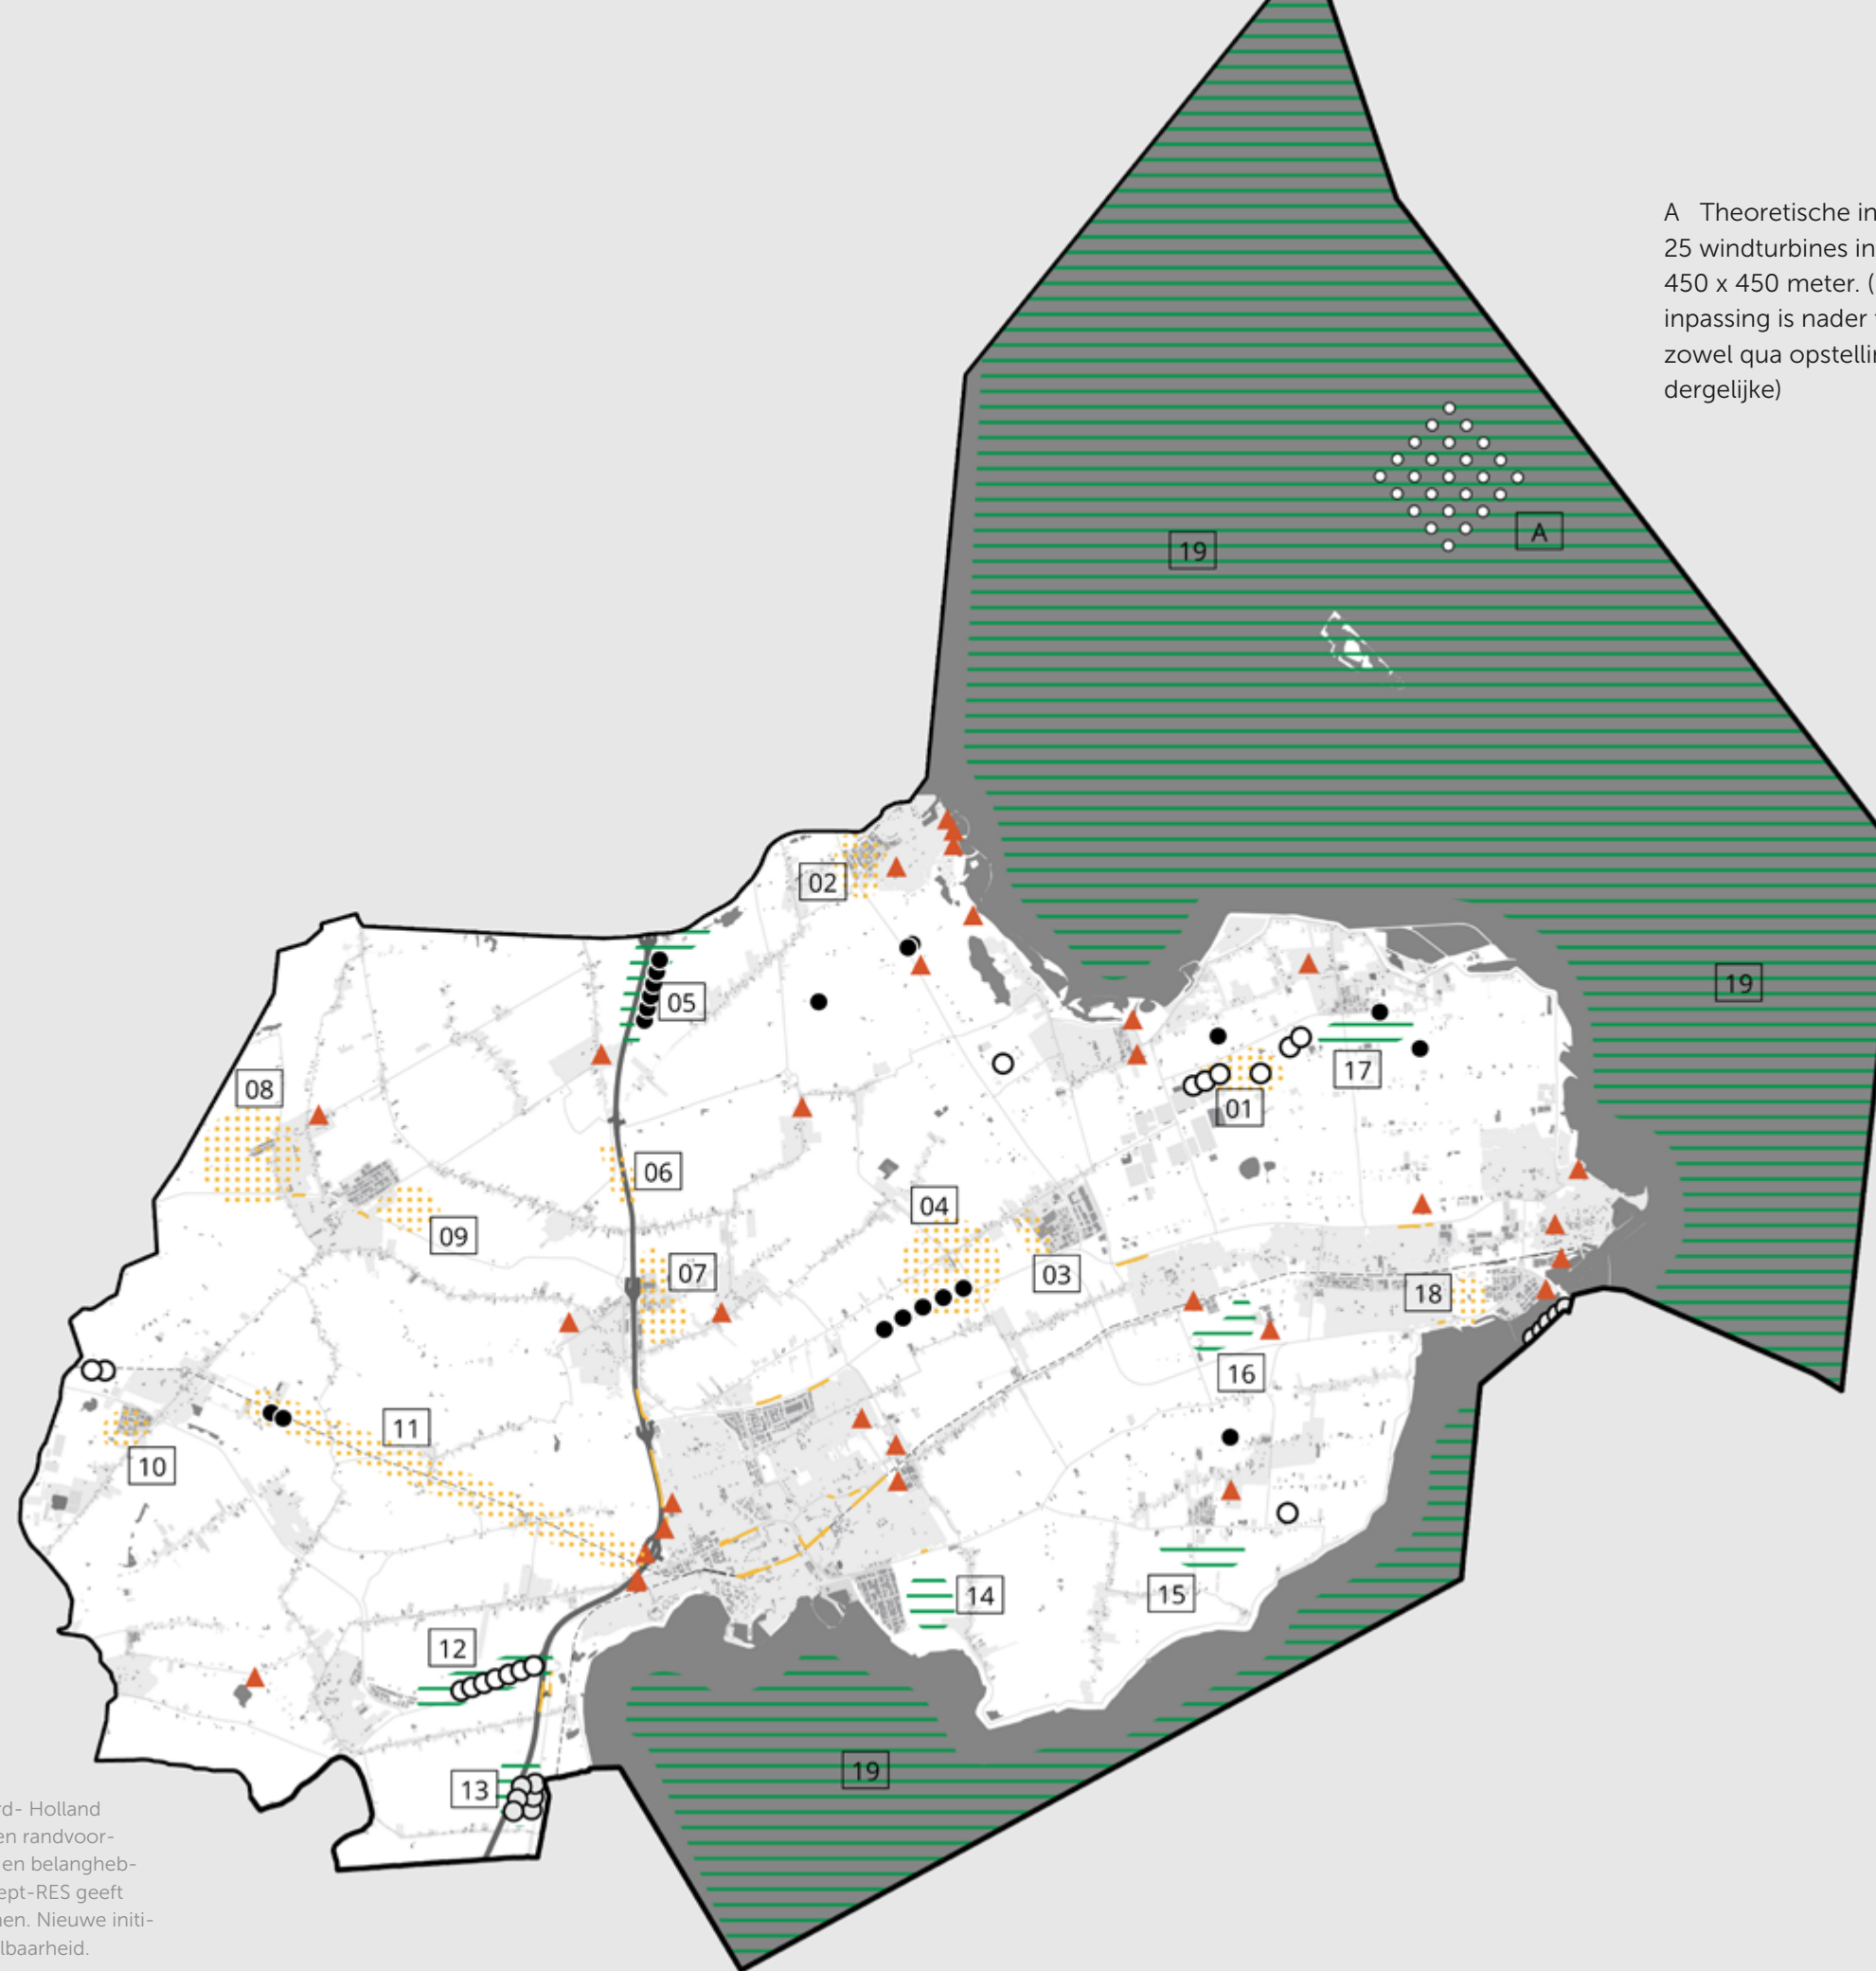 A Theoretische in
25 windturbines in
450 x 450 meter. (
inpassing is nader
zowel qua opstellin
dergelijke)
A
19
02
05
19
17
08
01
06
04
09
07
03
18
16
11
10
15
14
12
19
13
rd- Holland
en randvoor-
en belangheb-
ept-RES geeft
nen. Nieuwe initi-
lbaarheid.